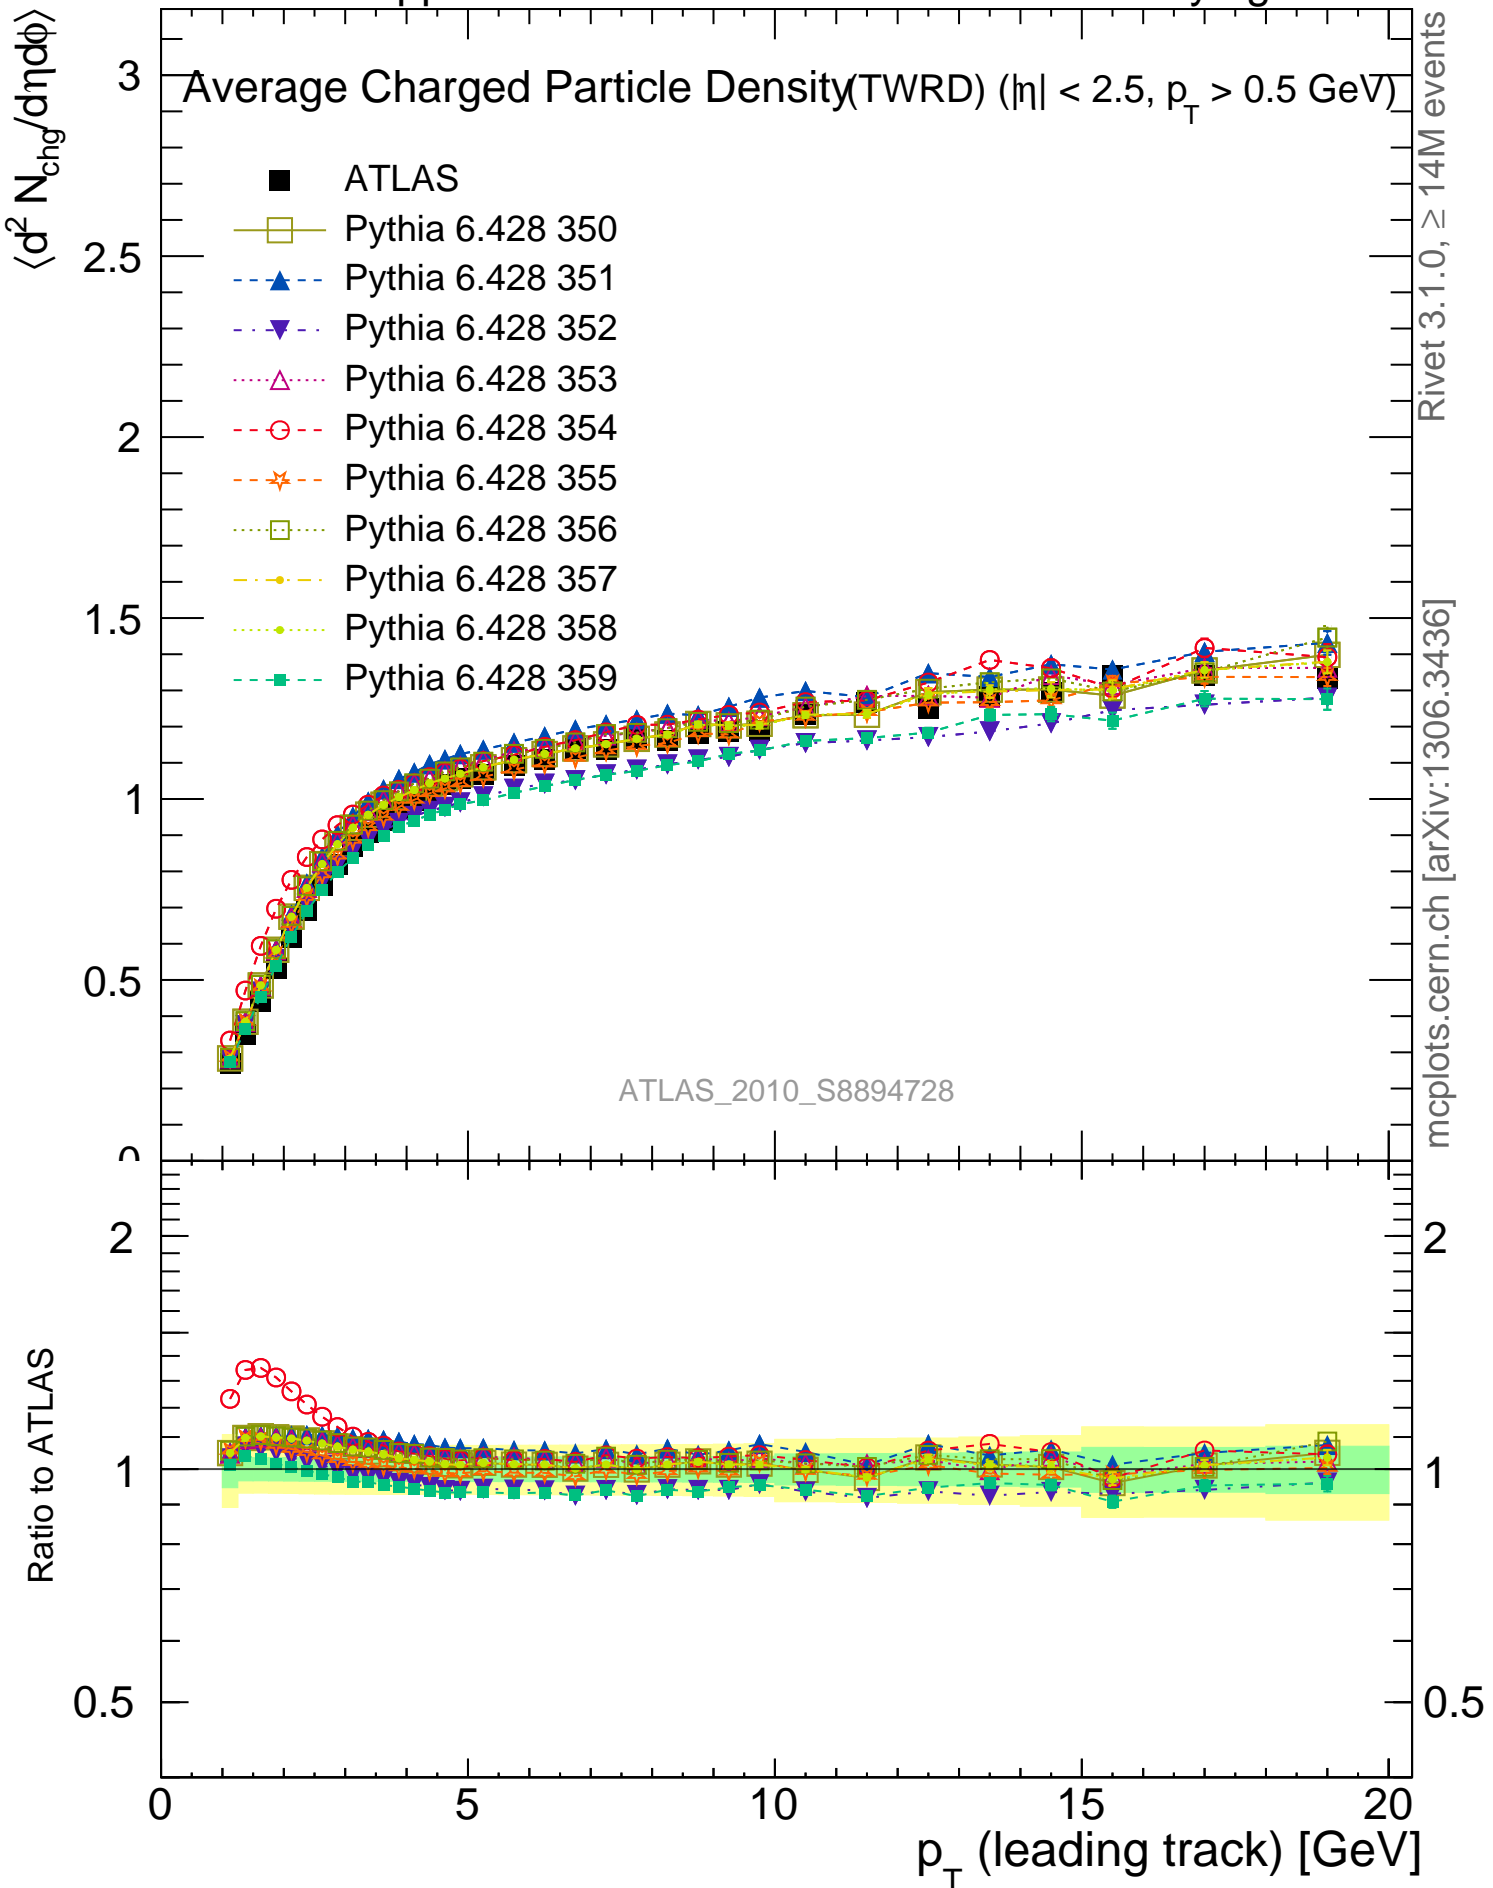 ⟨d² N_chg/dηdϕ⟩
Average Charged Particle Density (TWRD) (|η| < 2.5, p_T > 0.5 GeV)
ATLAS
Pythia 6.428 350
Pythia 6.428 351
Pythia 6.428 352
Pythia 6.428 353
Pythia 6.428 354
Pythia 6.428 355
Pythia 6.428 356
Pythia 6.428 357
Pythia 6.428 358
Pythia 6.428 359
3
2.5
2
1.5
1
0.5
0
ATLAS_2010_S8894728
Rivet 3.1.0, ≥ 14M events
mcplots.cern.ch [arXiv:1306.3436]
Ratio to ATLAS
2
1
0.5
2
1
0.5
0
5
10
15
20
p_T (leading track) [GeV]